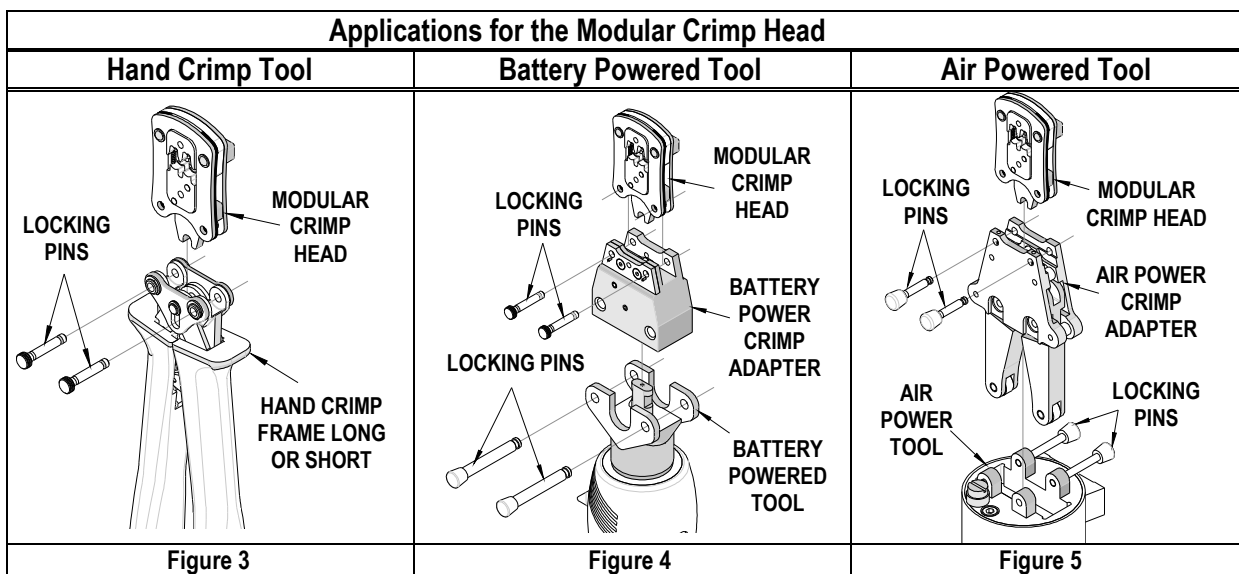 Applications for the Modular Crimp Head
Hand Crimp Tool
Battery Powered Tool
Air Powered Tool
LOCKING
PINS
MODULAR
CRIMP
HEAD
HAND CRIMP
FRAME LONG
OR SHORT
LOCKING
PINS
MODULAR
CRIMP
HEAD
BATTERY
POWER
CRIMP
ADAPTER
LOCKING PINS
BATTERY
POWERED
TOOL
LOCKING
PINS
MODULAR
CRIMP HEAD
AIR POWER
CRIMP
ADAPTER
AIR
POWER
TOOL
LOCKING
PINS
Figure 3
Figure 4
Figure 5